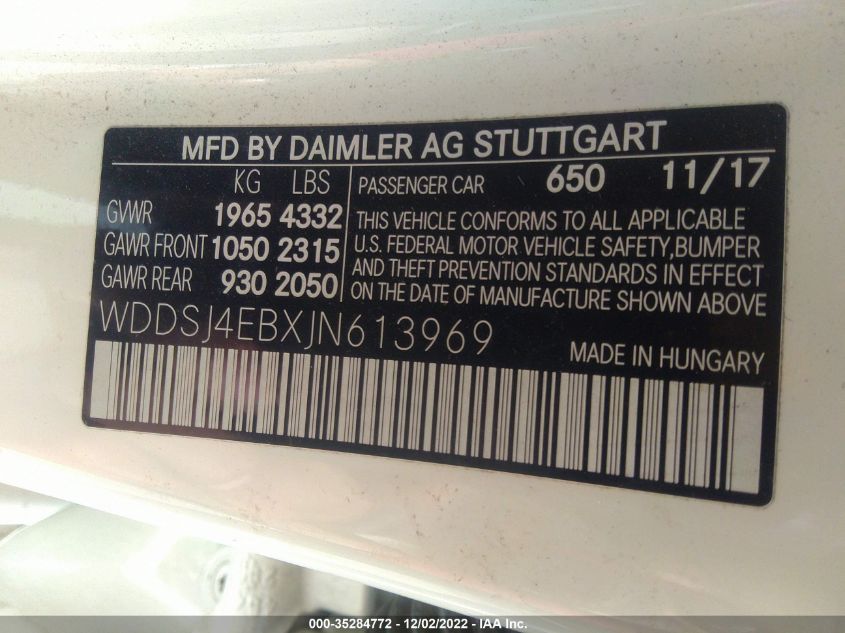 MFD BY DAIMLER AG STUTTGART
KG LBS
GVWR 1965 4332
GAWR FRONT 1050 2315
GAWR REAR 930 2050
PASSENGER CAR 650 11/17
THIS VEHICLE CONFORMS TO ALL APPLICABLE
U.S. FEDERAL MOTOR VEHICLE SAFETY,BUMPER
AND THEFT PREVENTION STANDARDS IN EFFECT
ON THE DATE OF MANUFACTURE SHOWN ABOVE
WDDSJ4EBXJN613969
MADE IN HUNGARY
000-35284772 - 12/02/2022 - IAA Inc.